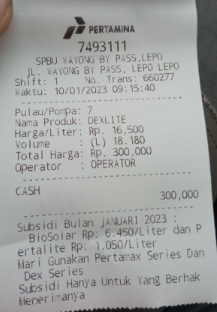 PERTAMINA
7493111
SPBU WAYONG BY PASS,LEPO
JL. WAYONG BY PASS, LEPO LEPO
Shift: 1 No. Trans: 660277
Waktu: 10/01/2023 09:15:40
Pulau/Pompa: 7
Nama Produk: DEXLITE
Harga/Liter: Rp. 16,500
Volume : (L) 18.180
Total Harga: Rp. 300,000
Operator : OPERATOR
CASH
300,000
Subsidi Bulan JANUARI 2023 :
BioSolar Rp: 6.450/Liter dan P
ertalite Rp: 1.050/Liter
Mari Gunakan Pertamax Series Dan
Dex Series
Subsidi Hanya Untuk Yang Berhak
Menerimanya